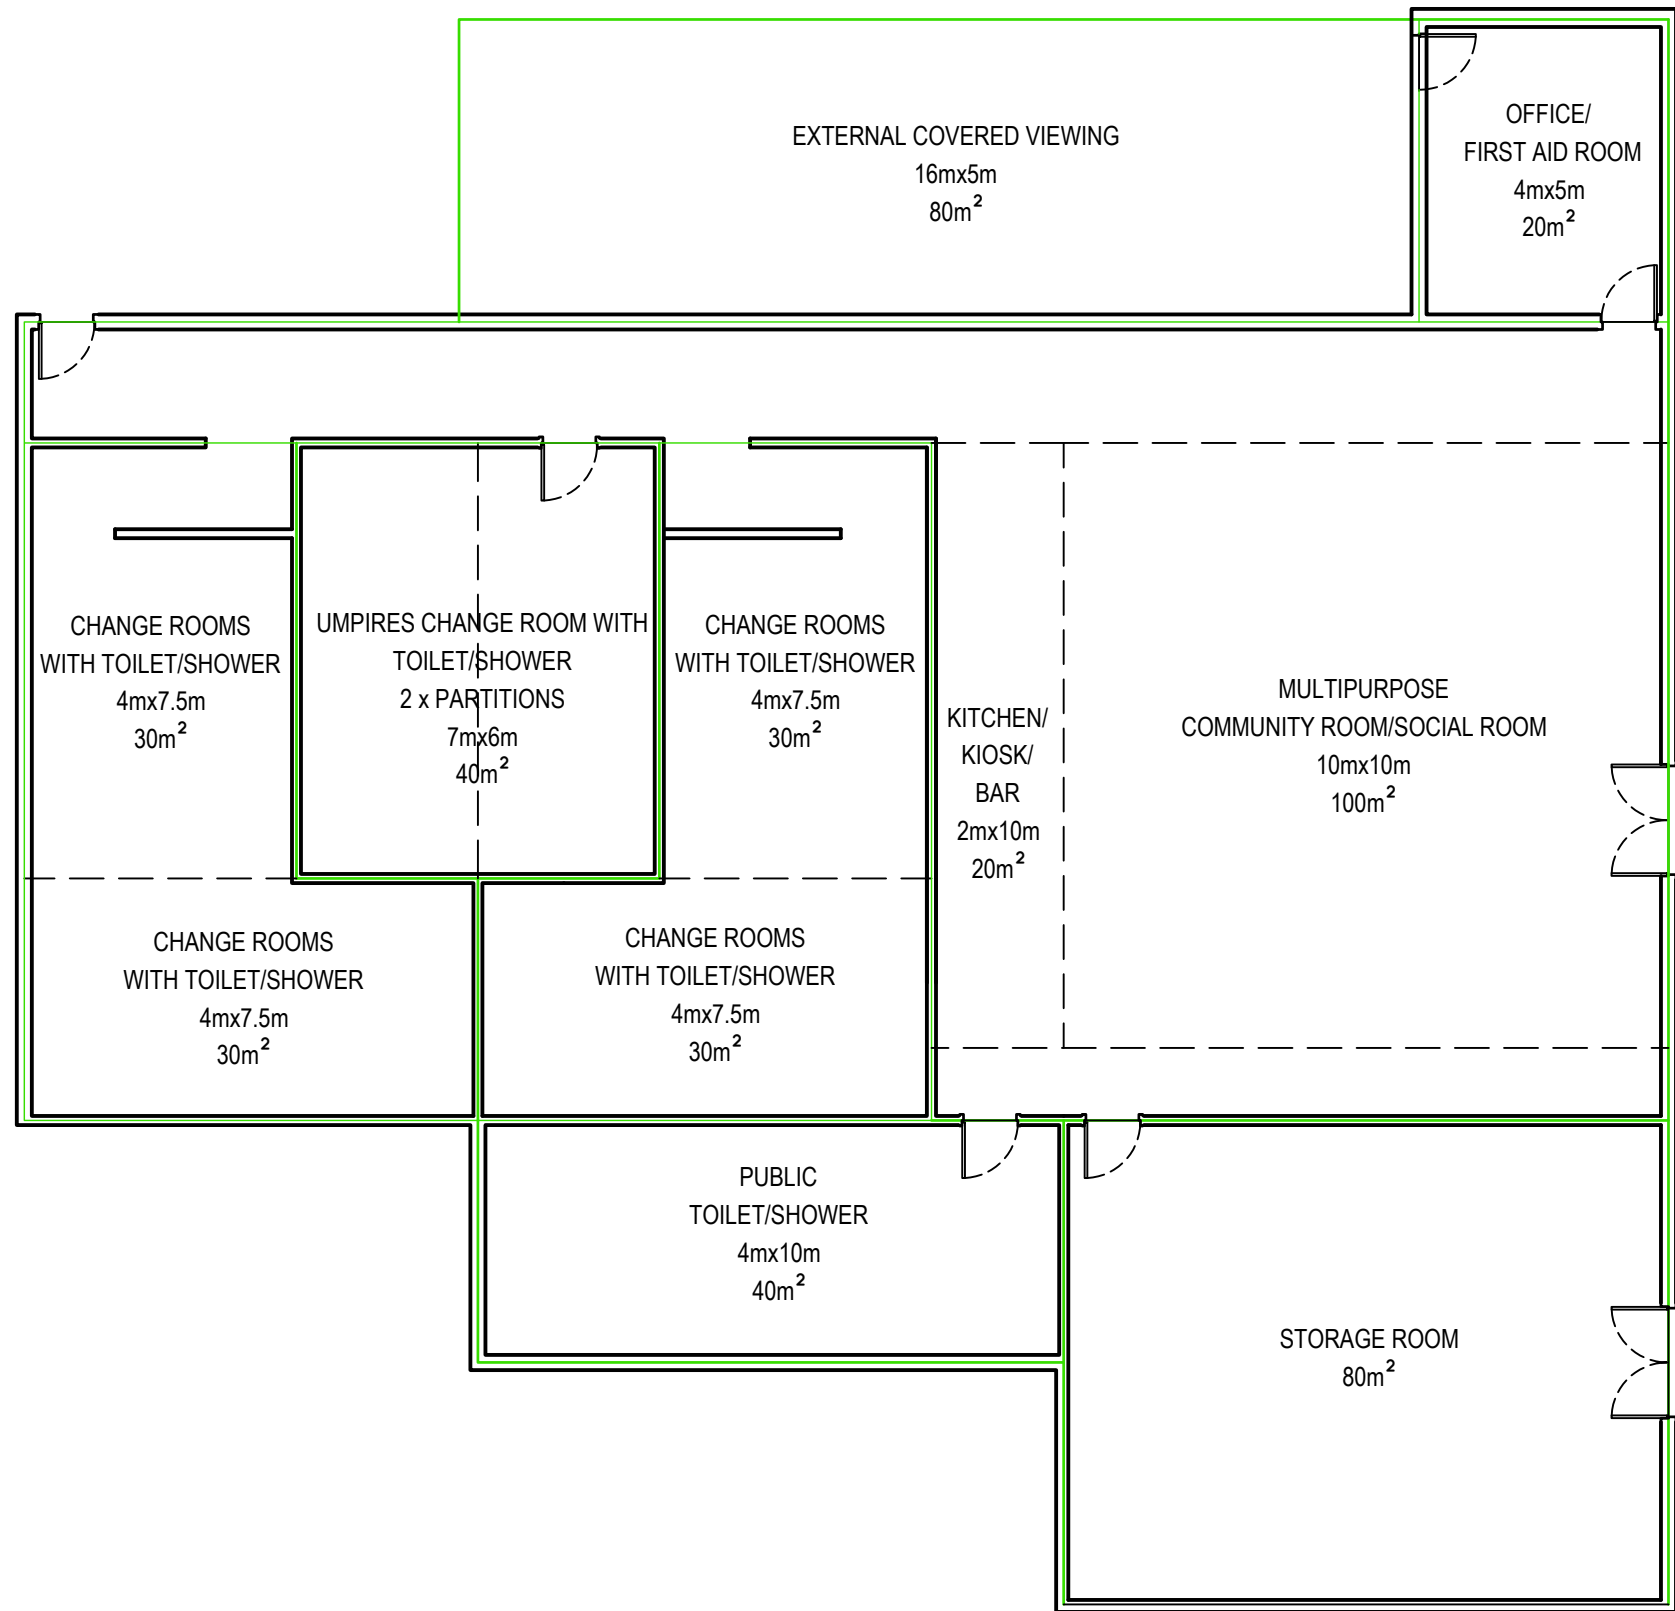 EXTERNAL COVERED VIEWING
16mx5m
80m²
OFFICE/
FIRST AID ROOM
4mx5m
20m²
CHANGE ROOMS
WITH TOILET/SHOWER
4mx7.5m
30m²
UMPIRES CHANGE ROOM WITH
TOILET/SHOWER
2 x PARTITIONS
7mx6m
40m²
CHANGE ROOMS
WITH TOILET/SHOWER
4mx7.5m
30m²
KITCHEN/
KIOSK/
BAR
2mx10m
20m²
MULTIPURPOSE
COMMUNITY ROOM/SOCIAL ROOM
10mx10m
100m²
CHANGE ROOMS
WITH TOILET/SHOWER
4mx7.5m
30m²
CHANGE ROOMS
WITH TOILET/SHOWER
4mx7.5m
30m²
PUBLIC
TOILET/SHOWER
4mx10m
40m²
STORAGE ROOM
80m²